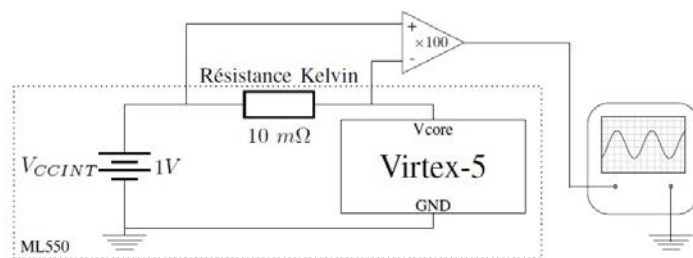 +
×100
-
Résistance Kelvin
10 mΩ
Vcore
V_CCINT
1V
Virtex-5
GND
ML550